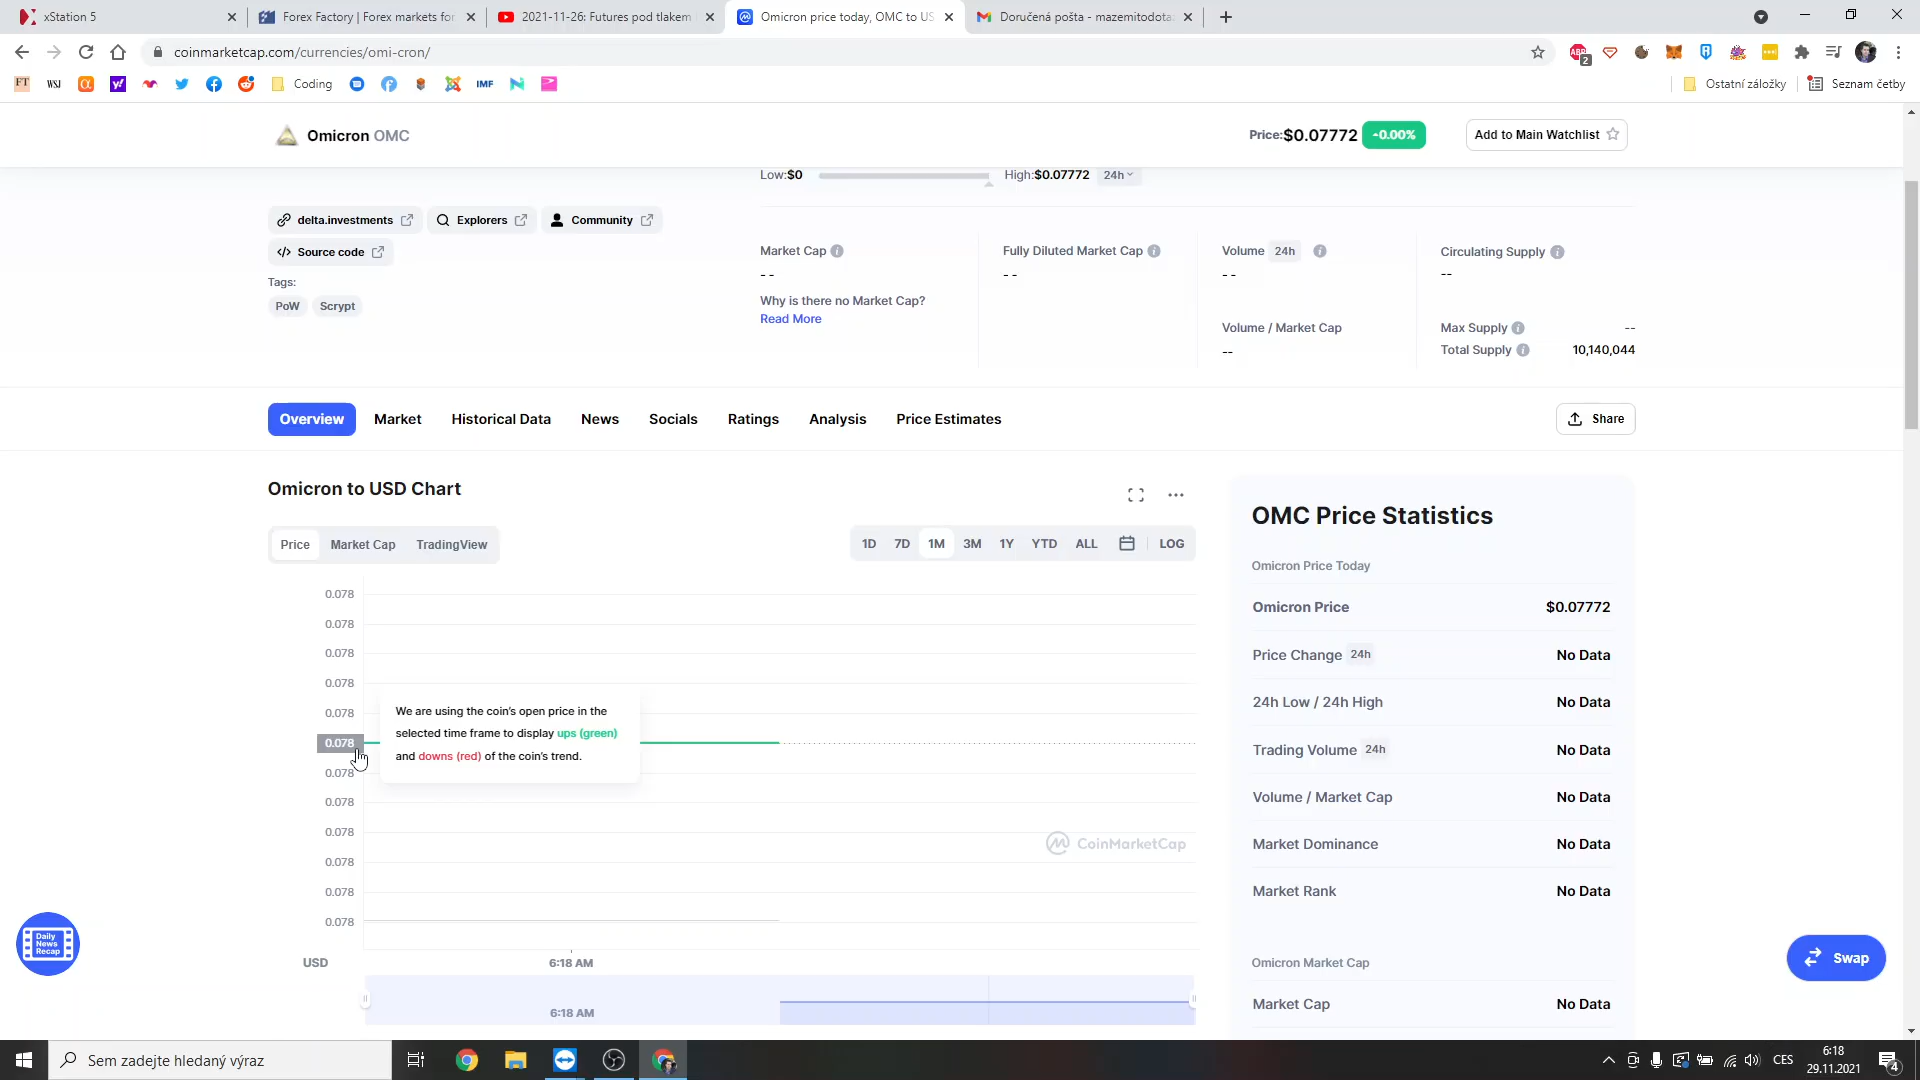 xStation 5
Forex Factory | Forex markets for
2021-11-26: Futures pod tlakem
Omicron price today, OMC to US
Doručená pošta - mazemitodota
coinmarketcap.com/currencies/omi-cron/
ABP
2
FT
WSJ
α
y!
Coding
IMF
Ostatní záložky
Seznam četby
Omicron OMC
Price:$0.07772
0.00%
Add to Main Watchlist
Low:$0
High:$0.07772
24h
delta.investments
Explorers
Community
Source code
Tags:
PoW
Scrypt
Market Cap
- -
Why is there no Market Cap?
Read More
Fully Diluted Market Cap
- -
Volume 24h
- -
Volume / Market Cap
--
Circulating Supply
--
Max Supply --
Total Supply 10,140,044
Overview
Market
Historical Data
News
Socials
Ratings
Analysis
Price Estimates
Share
Omicron to USD Chart
Price
Market Cap
TradingView
1D
7D
1M
3M
1Y
YTD
ALL
LOG
0.078
0.078
0.078
0.078
0.078
0.078
0.078
0.078
0.078
0.078
0.078
0.078
We are using the coin's open price in the
selected time frame to display ups (green)
and downs (red) of the coin's trend.
CoinMarketCap
USD
6:18 AM
6:18 AM
OMC Price Statistics
Omicron Price Today
Omicron Price $0.07772
Price Change 24h No Data
24h Low / 24h High No Data
Trading Volume 24h No Data
Volume / Market Cap No Data
Market Dominance No Data
Market Rank No Data
Omicron Market Cap
Market Cap No Data
Daily
News
Recap
Swap
Sem zadejte hledaný výraz
CES
6:18
29.11.2021
4